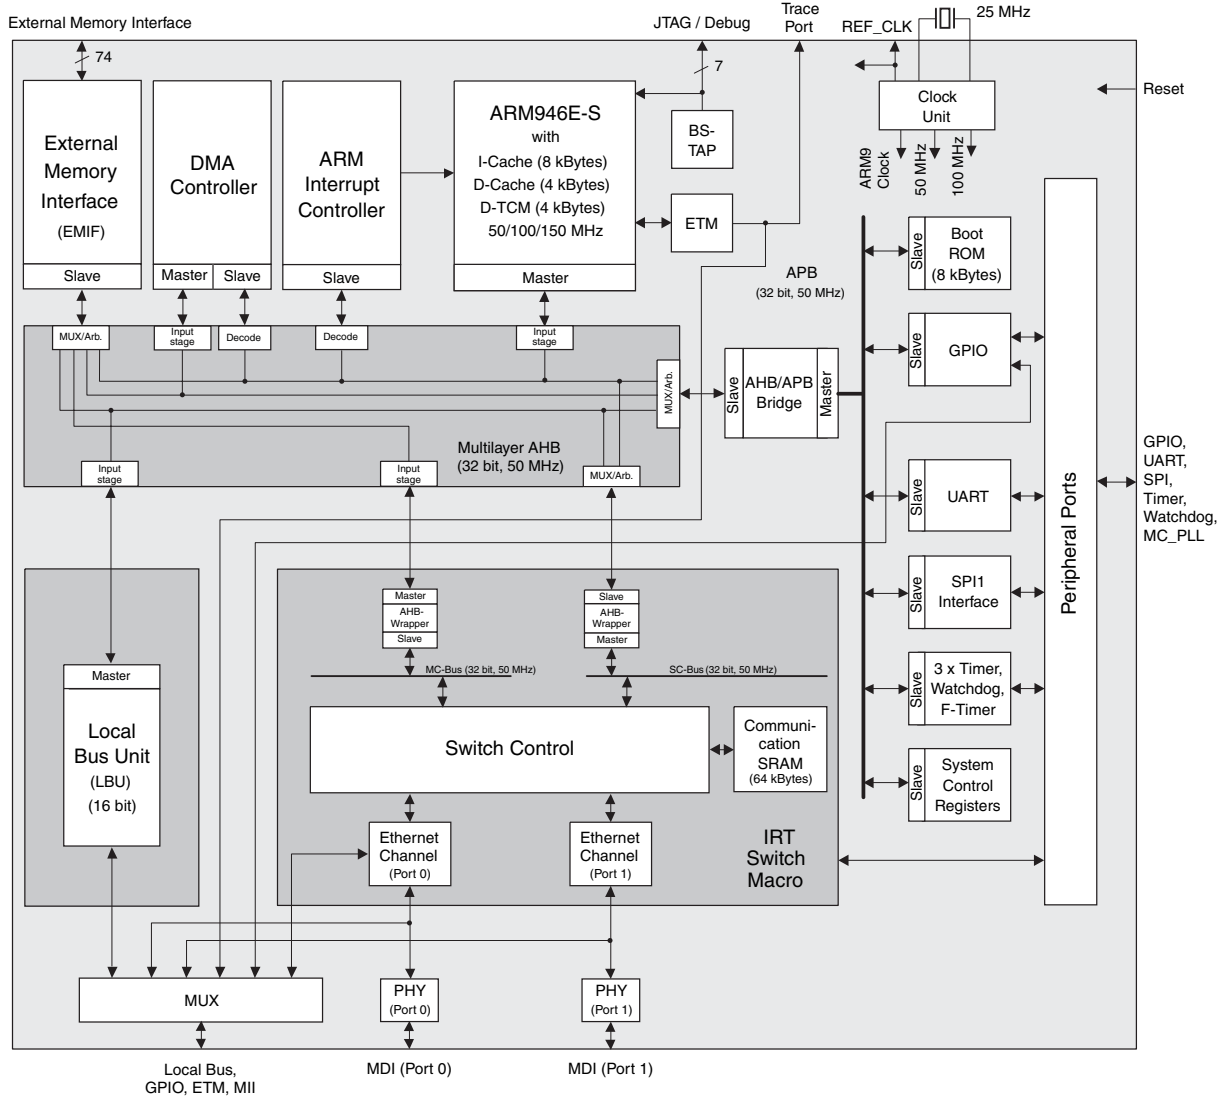 External Memory Interface
JTAG / Debug
Trace
Port
REF_CLK
25 MHz
74
7
Reset
External
Memory
Interface
(EMIF)
Slave
DMA
Controller
Master
Slave
ARM
Interrupt
Controller
Slave
ARM946E-S
with
I-Cache (8 kBytes)
D-Cache (4 kBytes)
D-TCM (4 kBytes)
50/100/150 MHz
Master
BS-
TAP
ETM
Clock
Unit
ARM9
Clock
50 MHz
100 MHz
APB
(32 bit, 50 MHz)
Slave
Boot
ROM
(8 kBytes)
Slave
GPIO
MUX/Arb.
Input
stage
Decode
Decode
Input
stage
MUX/Arb.
Slave
AHB/APB
Bridge
Master
Multilayer AHB
(32 bit, 50 MHz)
Input
stage
Input
stage
MUX/Arb.
Slave
UART
Peripheral Ports
GPIO,
UART,
SPI,
Timer,
Watchdog,
MC_PLL
Slave
SPI1
Interface
Master
AHB-
Wrapper
Slave
Slave
AHB-
Wrapper
Master
MC-Bus (32 bit, 50 MHz)
SC-Bus (32 bit, 50 MHz)
Slave
3 x Timer,
Watchdog,
F-Timer
Master
Local
Bus Unit
(LBU)
(16 bit)
Switch Control
Communi-
cation
SRAM
(64 kBytes)
Slave
System
Control
Registers
Ethernet
Channel
(Port 0)
Ethernet
Channel
(Port 1)
IRT
Switch
Macro
MUX
PHY
(Port 0)
PHY
(Port 1)
Local Bus,
GPIO, ETM, MII
MDI (Port 0)
MDI (Port 1)